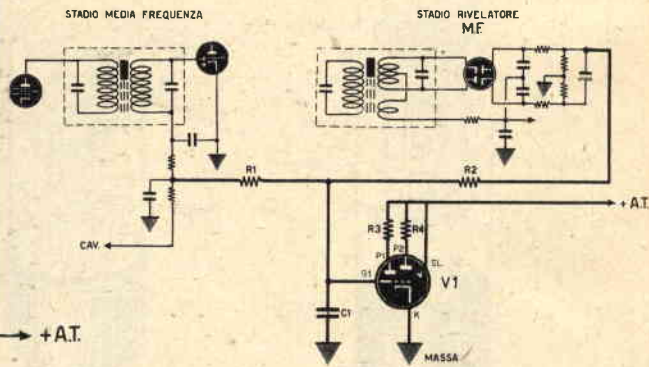 STADIO MEDIA FREQUENZA
STADIO RIVELATORE
M.F.
R1
R2
+ A.T.
R3
R4
P1
P2
SL.
G1
V1
CAV.
C1
K
+ A.T.
MASSA